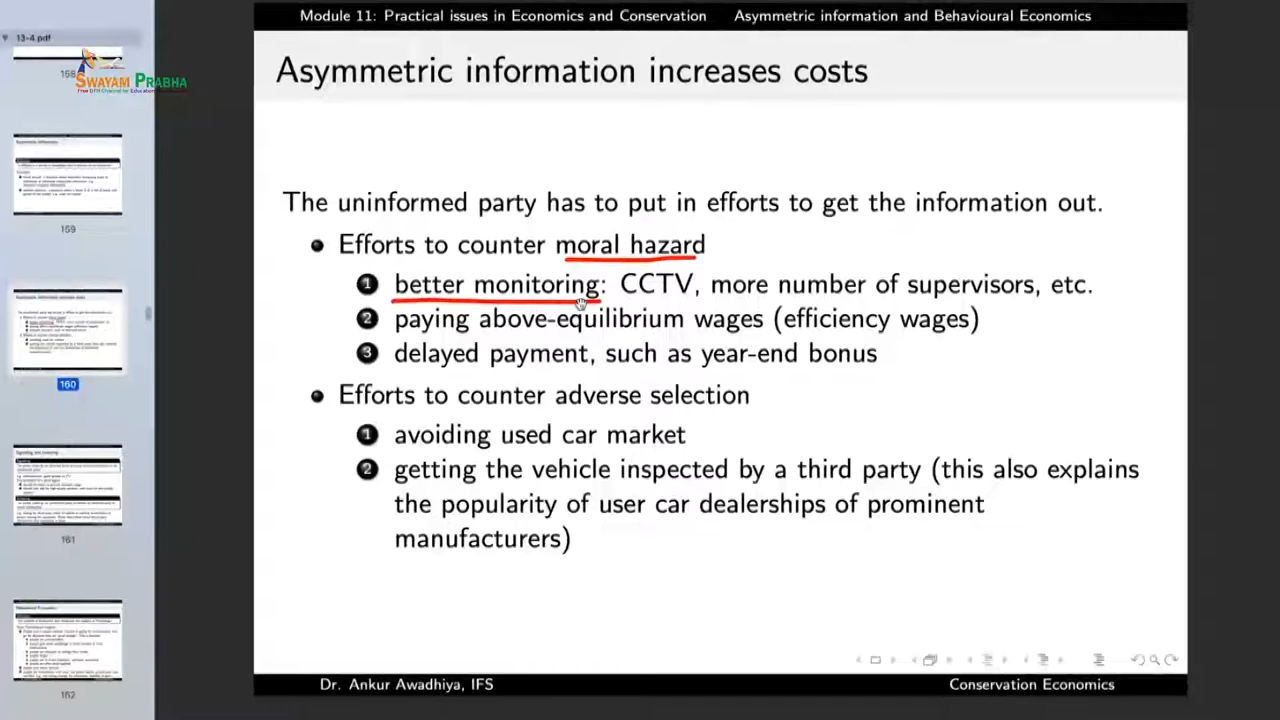 Module 11: Practical issues in Economics and Conservation Asymmetric information and Behavioural Economics
13-4.pdf
SWAYAM PRABHA
Asymmetric information increases costs
The uninformed party has to put in efforts to get the information out.
Efforts to counter moral hazard
1 better monitoring: CCTV, more number of supervisors, etc.
2 paying above-equilibrium wages (efficiency wages)
3 delayed payment, such as year-end bonus
Efforts to counter adverse selection
1 avoiding used car market
2 getting the vehicle inspected by a third party (this also explains
the popularity of user car dealerships of prominent
manufacturers)
159
160
161
162
Dr. Ankur Awadhiya, IFS Conservation Economics